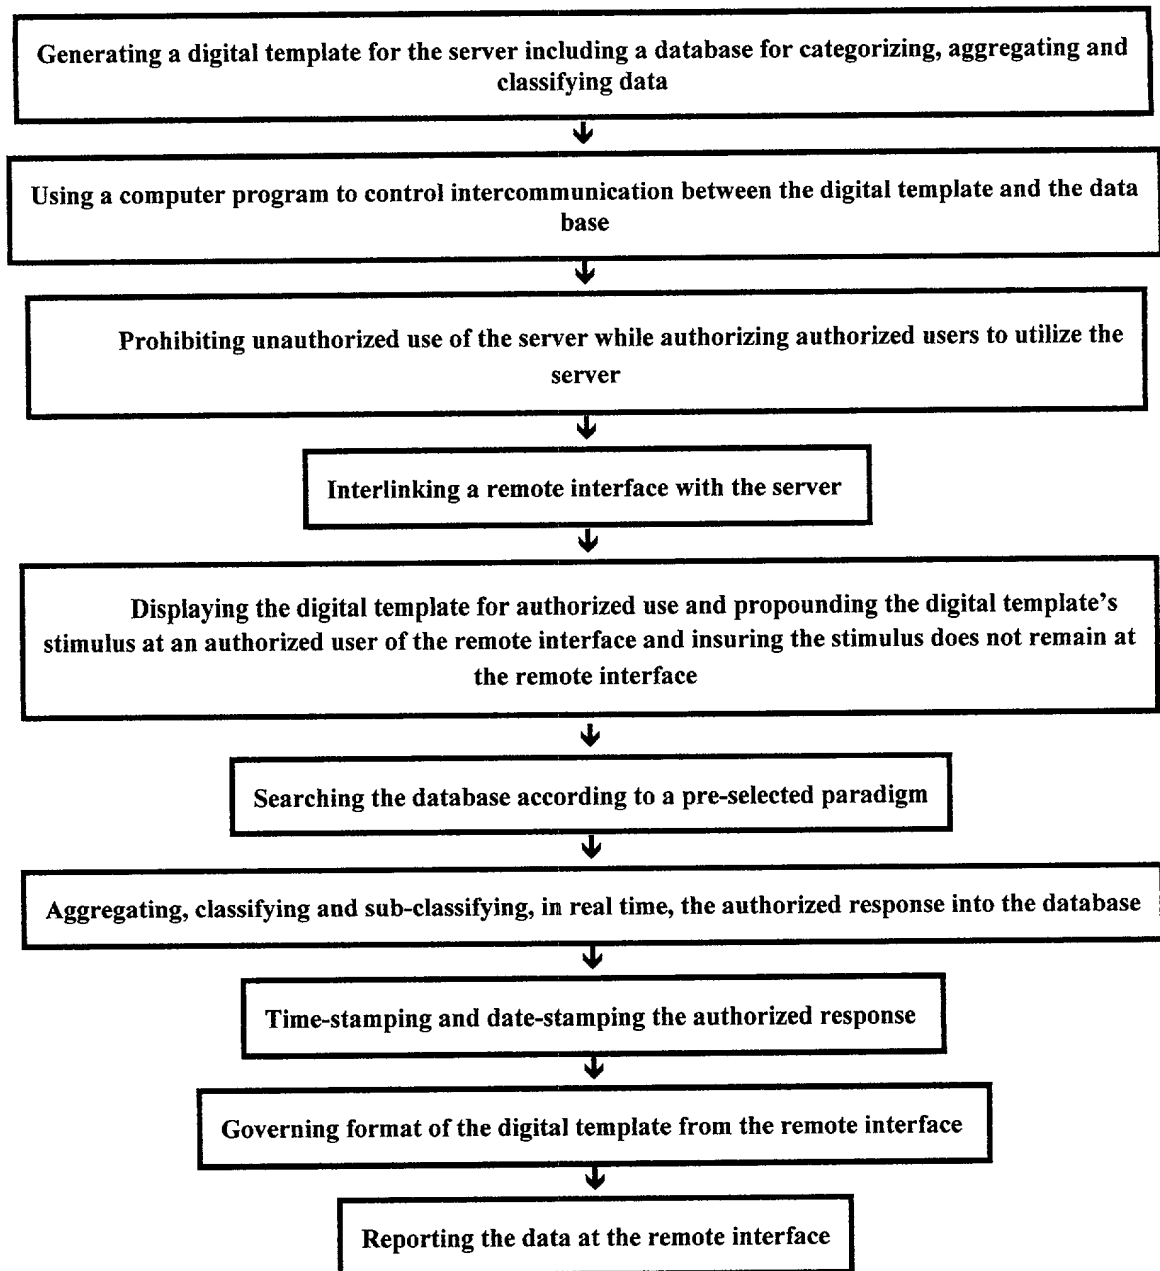 Generating a digital template for the server including a database for categorizing, aggregating and
classifying data
Using a computer program to control intercommunication between the digital template and the data
base
Prohibiting unauthorized use of the server while authorizing authorized users to utilize the
server
Interlinking a remote interface with the server
Displaying the digital template for authorized use and propounding the digital template's
stimulus at an authorized user of the remote interface and insuring the stimulus does not remain at
the remote interface
Searching the database according to a pre-selected paradigm
Aggregating, classifying and sub-classifying, in real time, the authorized response into the database
Time-stamping and date-stamping the authorized response
Governing format of the digital template from the remote interface
Reporting the data at the remote interface